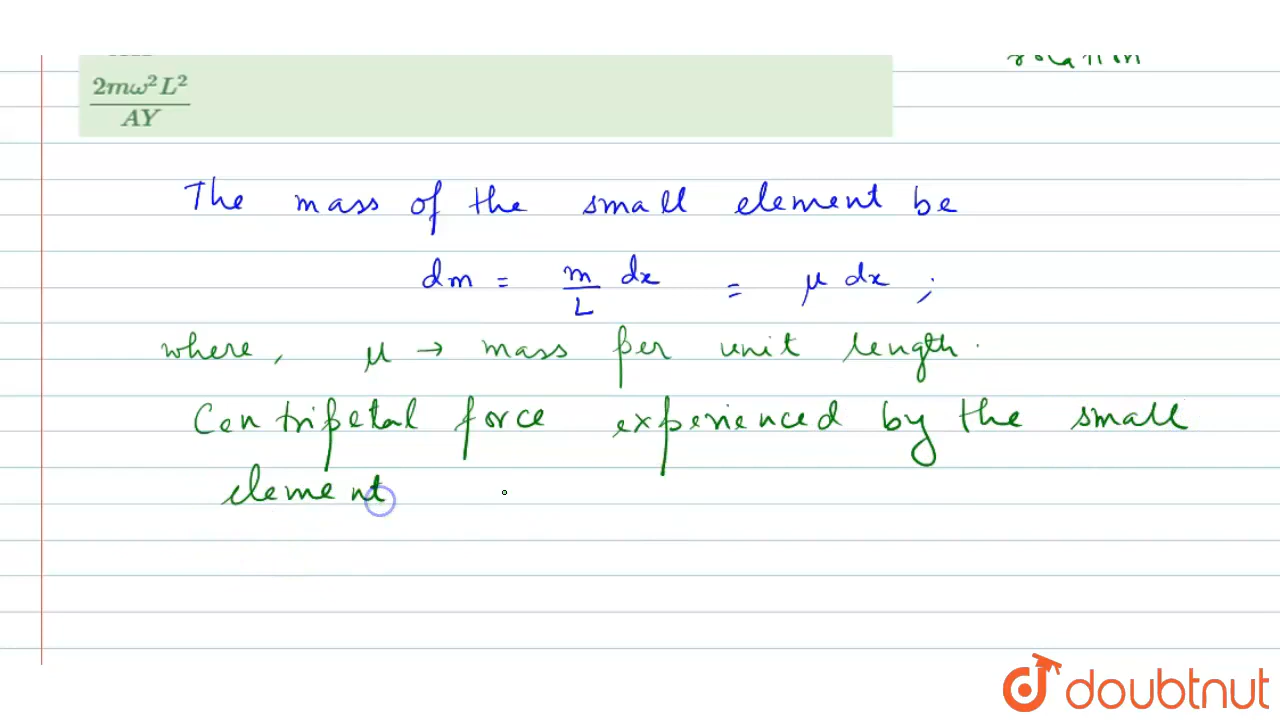 2mω²L²
AY
The mass of the small element be
dm = m/L dx = μ dx ;
where, μ → mass per unit length.
Centripetal force experienced by the small
element
doubtnut